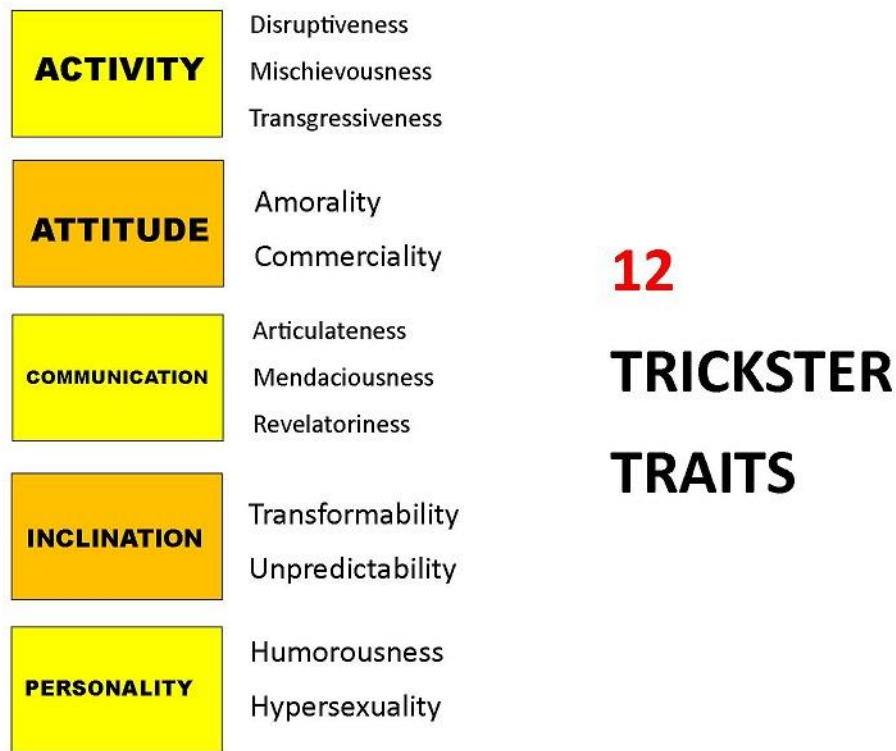 ACTIVITY
Disruptiveness
Mischievousness
Transgressiveness
ATTITUDE
Amorality
Commerciality
COMMUNICATION
Articulateness
Mendaciousness
Revelatoriness
INCLINATION
Transformability
Unpredictability
PERSONALITY
Humorousness
Hypersexuality
12
TRICKSTER
TRAITS